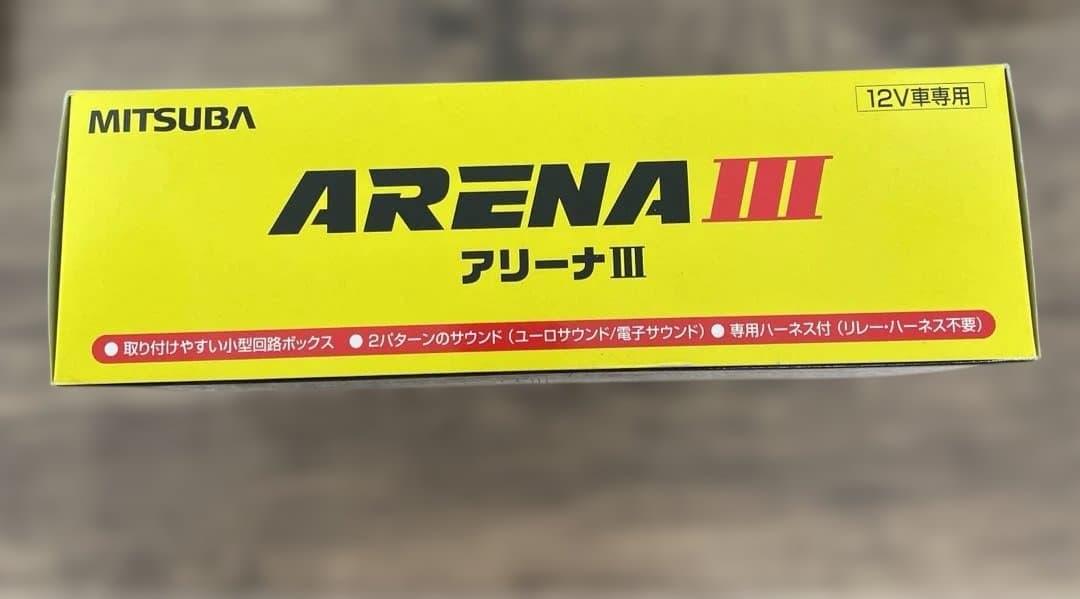 MITSUBA
12V車専用
ARENA III
アリーナIII
● 取り付けやすい小型回路ボックス ● 2パターンのサウンド（ユーロサウンド/電子サウンド） ● 専用ハーネス付（リレー・ハーネス不要）